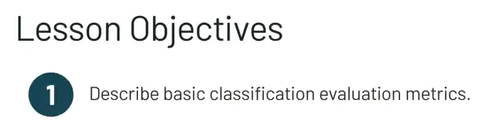 Lesson Objectives
1 Describe basic classification evaluation metrics.